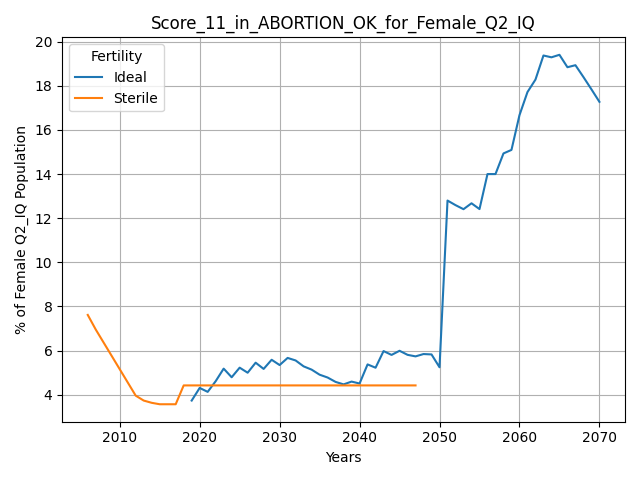 Score_11_in_ABORTION_OK_for_Female_Q2_IQ
Fertility
Ideal
Sterile
% of Female Q2_IQ Population
20
18
16
14
12
10
8
6
4
2010 2020 2030 2040 2050 2060 2070
Years